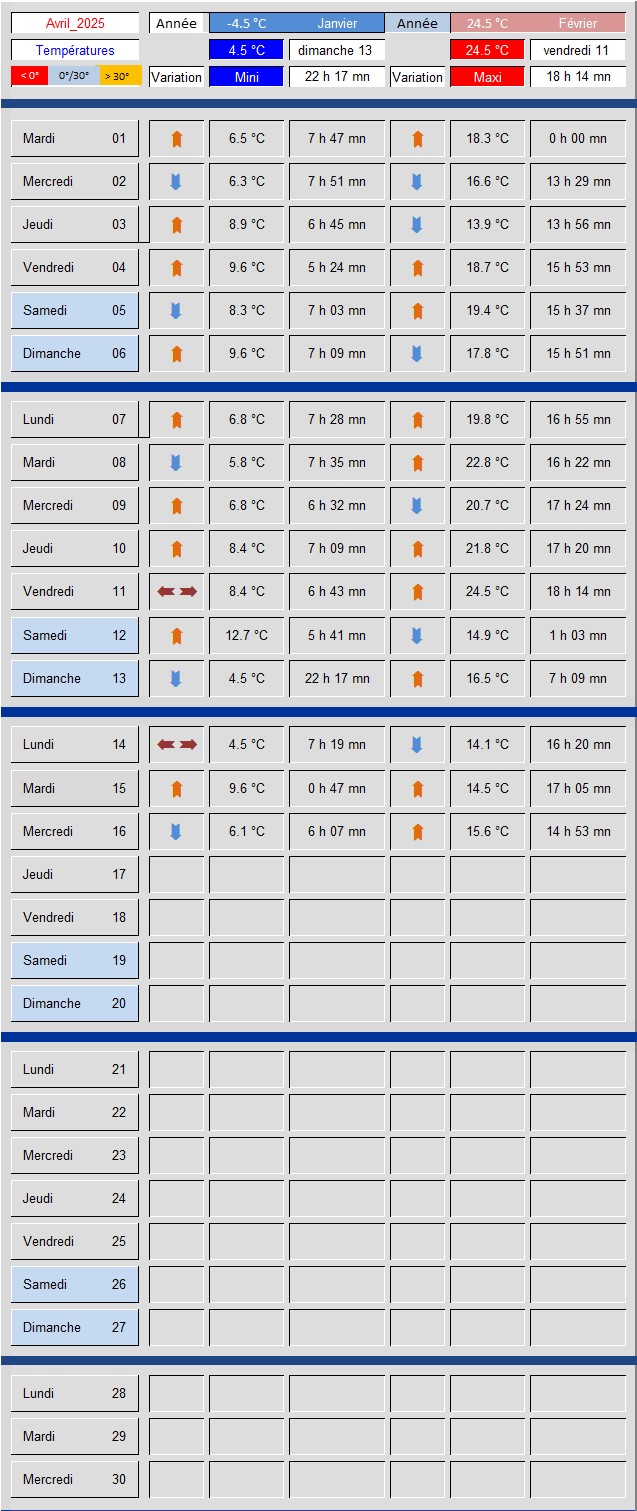 Avril_2025 Année -4.5 °C Janvier Année 24.5 °C Février
Températures 4.5 °C dimanche 13 24.5 °C vendredi 11
< 0° 0°/30° > 30° Variation Mini 22 h 17 mn Variation Maxi 18 h 14 mn
Mardi 01 6.5 °C 7 h 47 mn 18.3 °C 0 h 00 mn
Mercredi 02 6.3 °C 7 h 51 mn 16.6 °C 13 h 29 mn
Jeudi 03 8.9 °C 6 h 45 mn 13.9 °C 13 h 56 mn
Vendredi 04 9.6 °C 5 h 24 mn 18.7 °C 15 h 53 mn
Samedi 05 8.3 °C 7 h 03 mn 19.4 °C 15 h 37 mn
Dimanche 06 9.6 °C 7 h 09 mn 17.8 °C 15 h 51 mn
Lundi 07 6.8 °C 7 h 28 mn 19.8 °C 16 h 55 mn
Mardi 08 5.8 °C 7 h 35 mn 22.8 °C 16 h 22 mn
Mercredi 09 6.8 °C 6 h 32 mn 20.7 °C 17 h 24 mn
Jeudi 10 8.4 °C 7 h 09 mn 21.8 °C 17 h 20 mn
Vendredi 11 8.4 °C 6 h 43 mn 24.5 °C 18 h 14 mn
Samedi 12 12.7 °C 5 h 41 mn 14.9 °C 1 h 03 mn
Dimanche 13 4.5 °C 22 h 17 mn 16.5 °C 7 h 09 mn
Lundi 14 4.5 °C 7 h 19 mn 14.1 °C 16 h 20 mn
Mardi 15 9.6 °C 0 h 47 mn 14.5 °C 17 h 05 mn
Mercredi 16 6.1 °C 6 h 07 mn 15.6 °C 14 h 53 mn
Jeudi 17
Vendredi 18
Samedi 19
Dimanche 20
Lundi 21
Mardi 22
Mercredi 23
Jeudi 24
Vendredi 25
Samedi 26
Dimanche 27
Lundi 28
Mardi 29
Mercredi 30